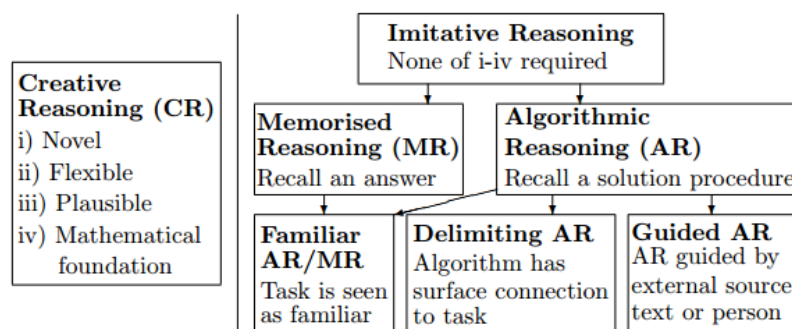 Creative
Reasoning (CR)
i) Novel
ii) Flexible
iii) Plausible
iv) Mathematical
foundation
Imitative Reasoning
None of i-iv required
Memorised
Reasoning (MR)
Recall an answer
Algorithmic
Reasoning (AR)
Recall a solution procedure
Familiar
AR/MR
Task is seen
as familiar
Delimiting AR
Algorithm has
surface connection
to task
Guided AR
AR guided by
external source
text or person